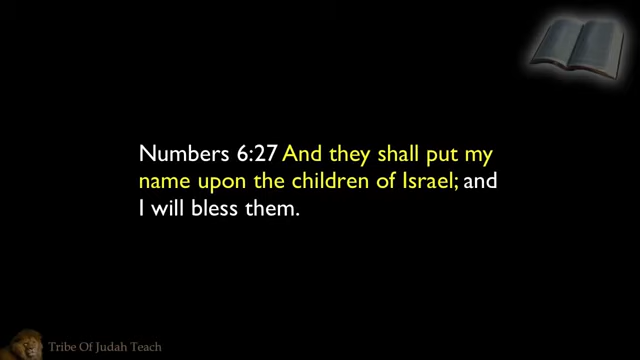 Numbers 6:27 And they shall put my
name upon the children of Israel; and
I will bless them.
Tribe Of Judah Teach